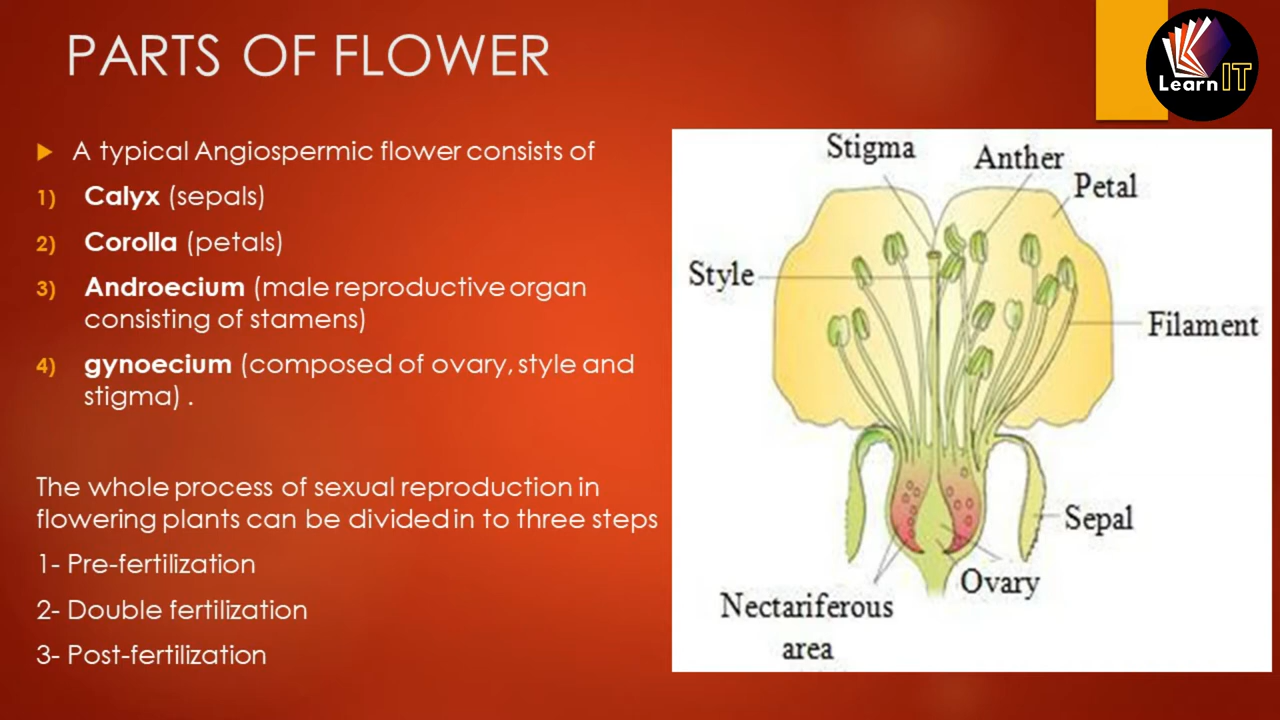 PARTS OF FLOWER
Learn IT
A typical Angiospermic flower consists of
1) Calyx (sepals)
2) Corolla (petals)
3) Androecium (male reproductive organ
consisting of stamens)
4) gynoecium (composed of ovary, style and
stigma) .
The whole process of sexual reproduction in
flowering plants can be divided in to three steps
1- Pre-fertilization
2- Double fertilization
3- Post-fertilization
Stigma
Anther
Petal
Style
Filament
Sepal
Ovary
Nectariferous
area